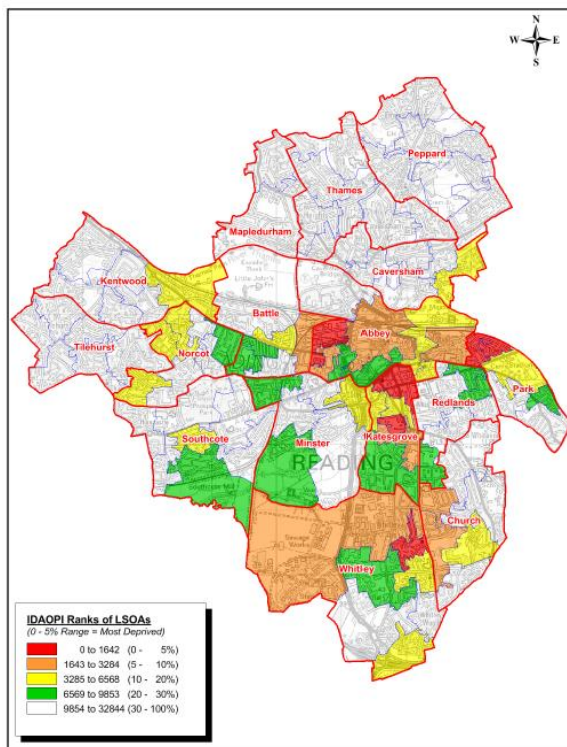 N
W E
S
Peppard
Thames
Mapledurham
Caversham
Kentwood
Battle
Abbey
Tilehurst
Norcot
Park
Redlands
Southcote
Minster
Katesgrove
READING
Church
Whitley
IDAOPI Ranks of LSOAs
(0 - 5% Range = Most Deprived)
0 to 1642 (0 - 5%)
1643 to 3284 (5 - 10%)
3285 to 6568 (10 - 20%)
6569 to 9853 (20 - 30%)
9854 to 32844 (30 - 100%)